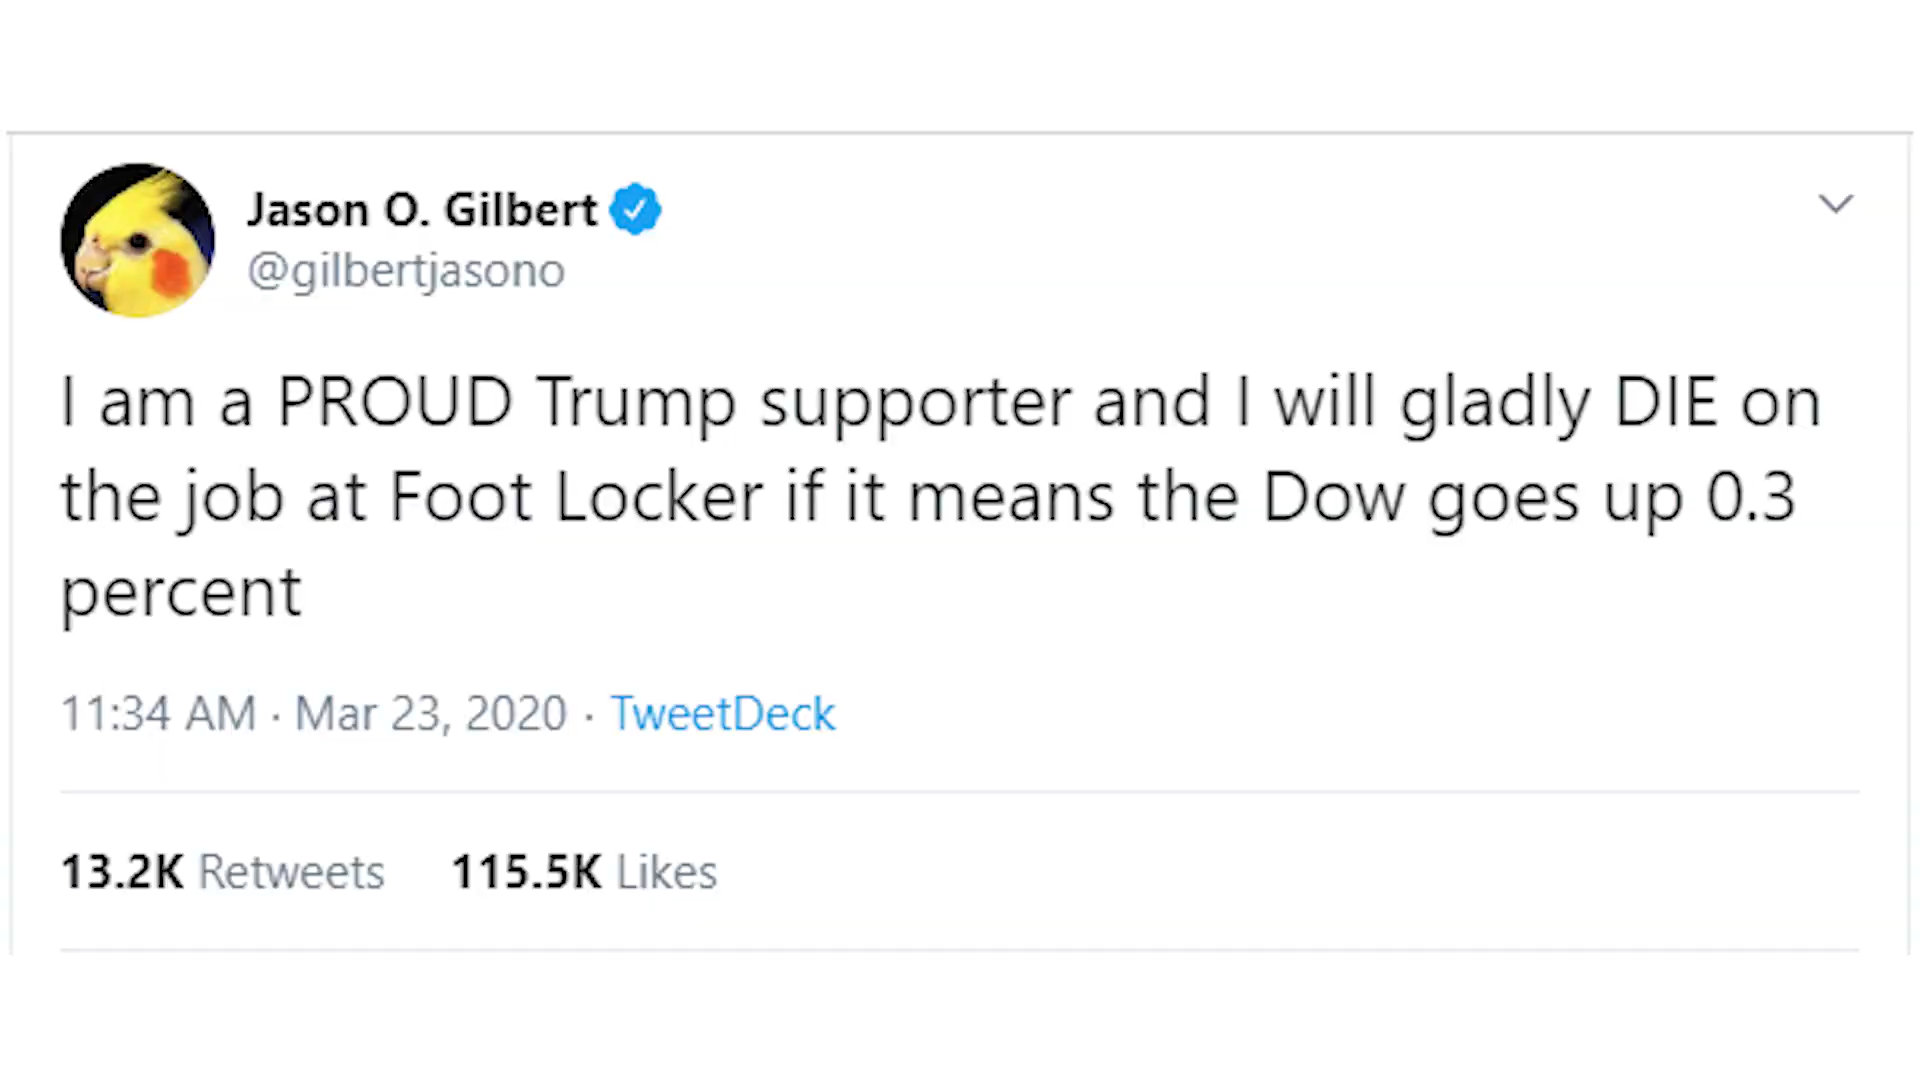 Jason O. Gilbert
@gilbertjasono
I am a PROUD Trump supporter and I will gladly DIE on
the job at Foot Locker if it means the Dow goes up 0.3
percent
11:34 AM · Mar 23, 2020 · TweetDeck
13.2K Retweets 115.5K Likes